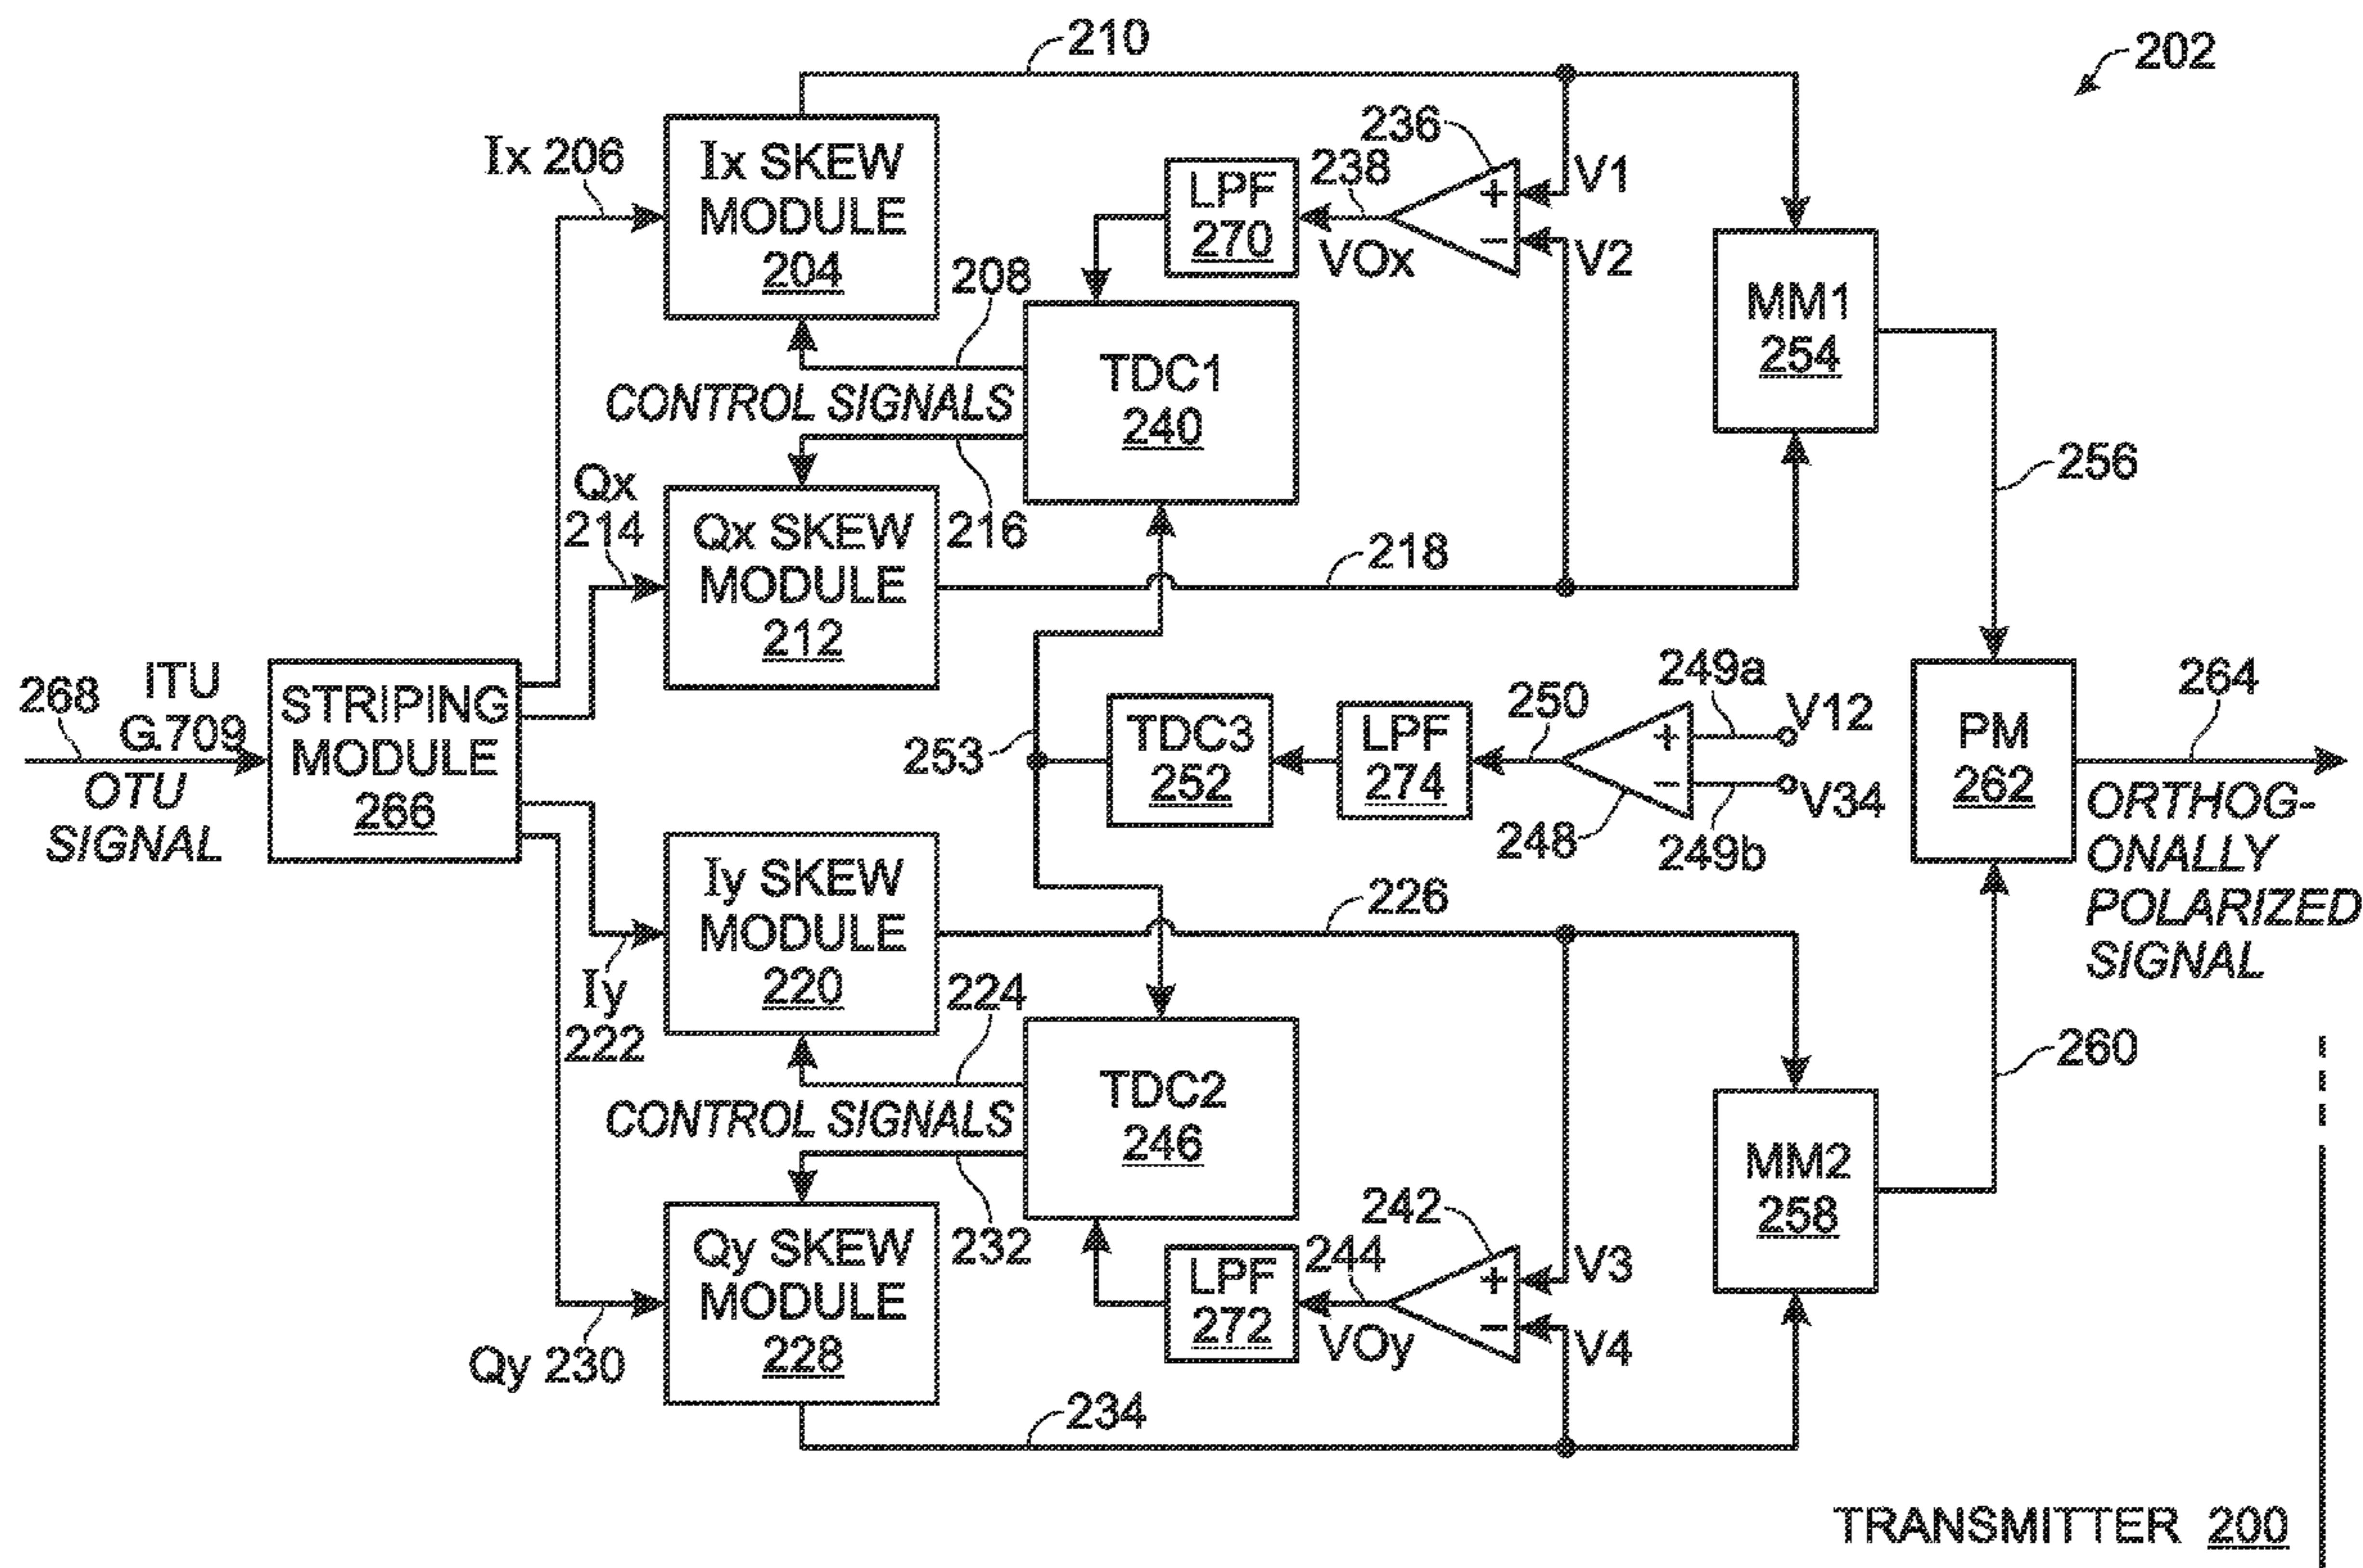 210
202
236
238
Ix 206
Ix SKEW
MODULE
204
LPF
270
VOx
+
−
V1
V2
208
MM1
254
TDC1
240
CONTROL SIGNALS
256
Qx
214
Qx SKEW
MODULE
212
216
218
268
ITU
G.709
OTU
SIGNAL
STRIPING
MODULE
266
253
TDC3
252
LPF
274
250
+
−
249a
V12
V34
248
249b
PM
262
264
ORTHOG-
ONALLY
POLARIZED
SIGNAL
Iy SKEW
MODULE
220
226
Iy
222
224
260
TDC2
246
CONTROL SIGNALS
MM2
258
232
Qy SKEW
MODULE
228
Qy 230
LPF
272
244
VOy
242
+
−
V3
V4
234
TRANSMITTER 200